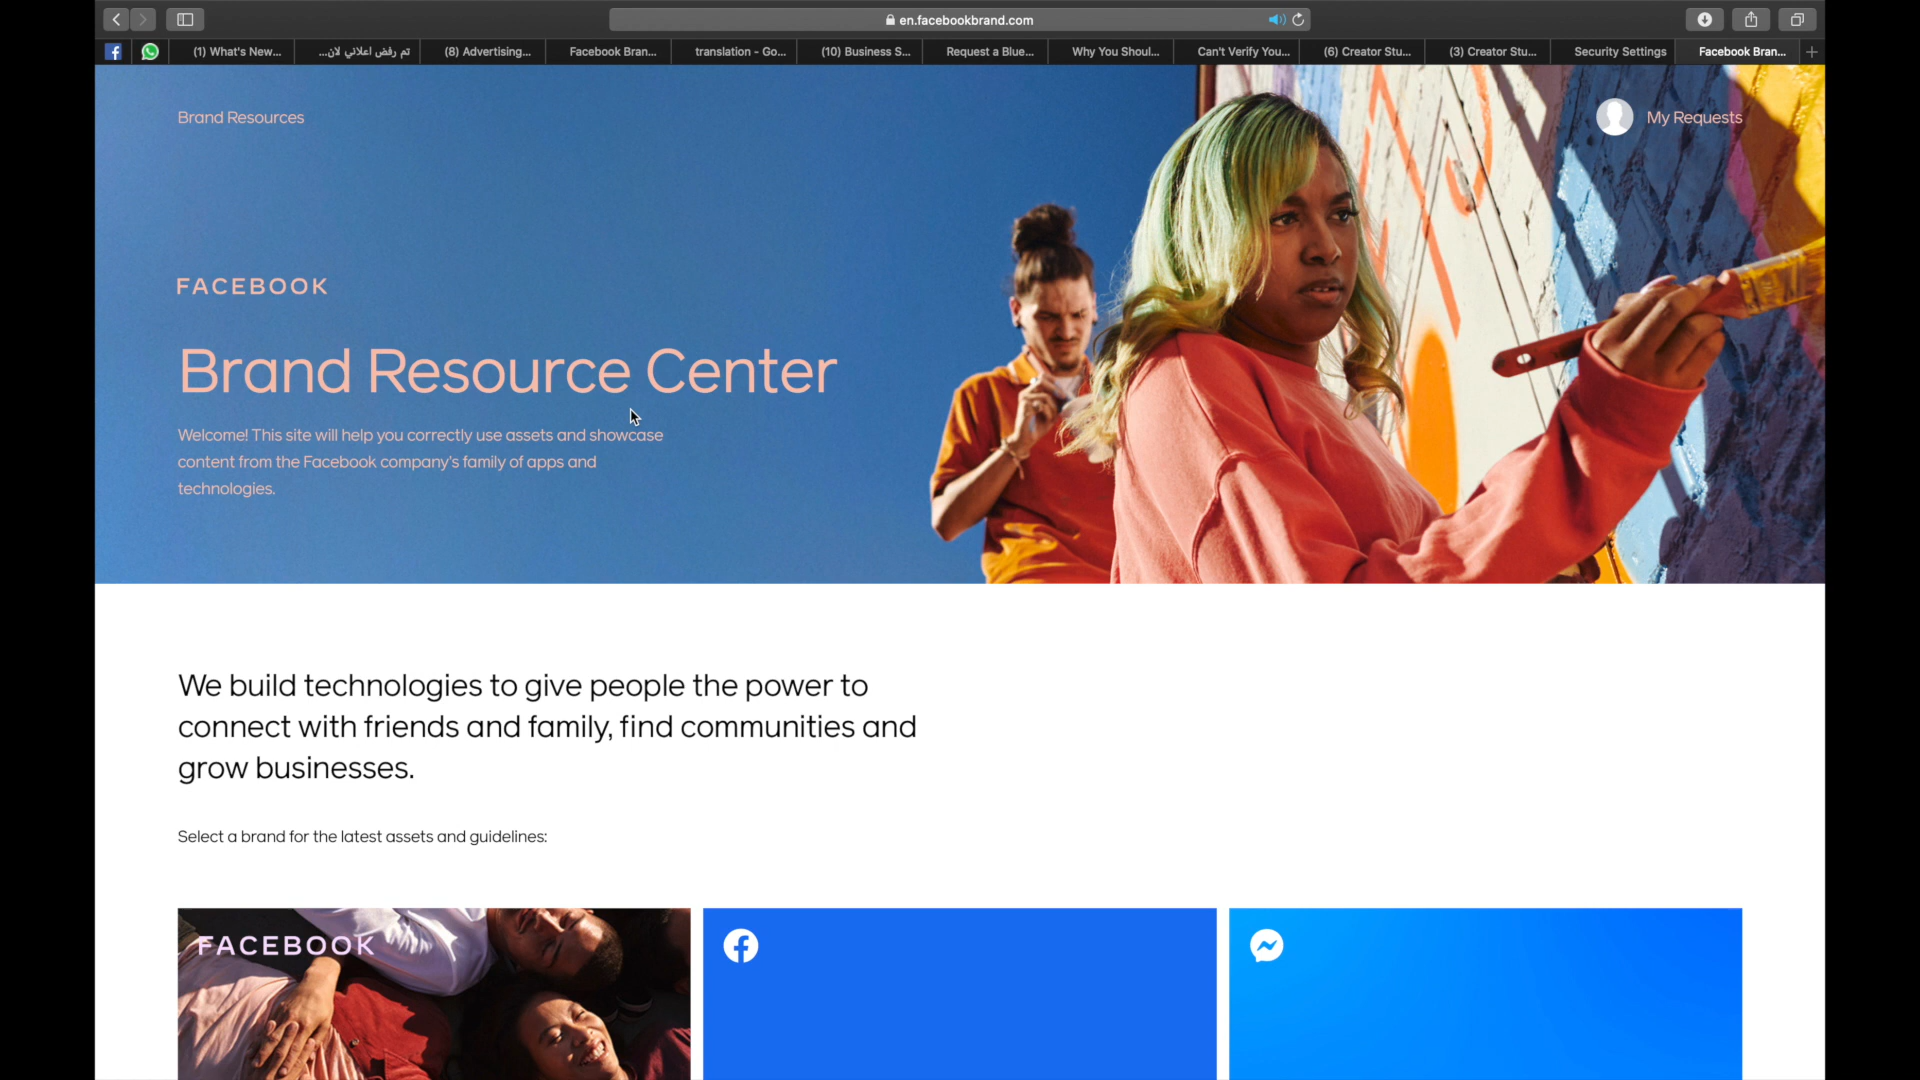 en.facebookbrand.com
(1) What's New...
تم رفض اعلاني لان...
(8) Advertising...
Facebook Bran...
translation - Go...
(10) Business S...
Request a Blue...
Why You Shoul...
Can't Verify You...
(6) Creator Stu...
(3) Creator Stu...
Security Settings
Facebook Bran...
Brand Resources
My Requests
FACEBOOK
Brand Resource Center
Welcome! This site will help you correctly use assets and showcase
content from the Facebook company's family of apps and
technologies.
We build technologies to give people the power to
connect with friends and family, find communities and
grow businesses.
Select a brand for the latest assets and guidelines:
FACEBOOK